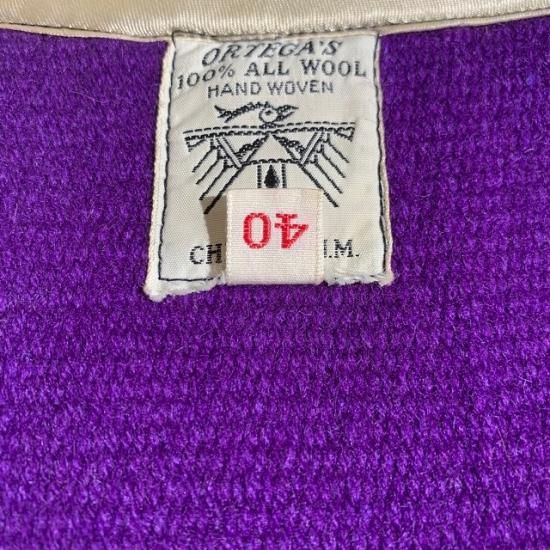 ORTEGA'S
100% ALL WOOL
HAND WOVEN
40
CH .M.